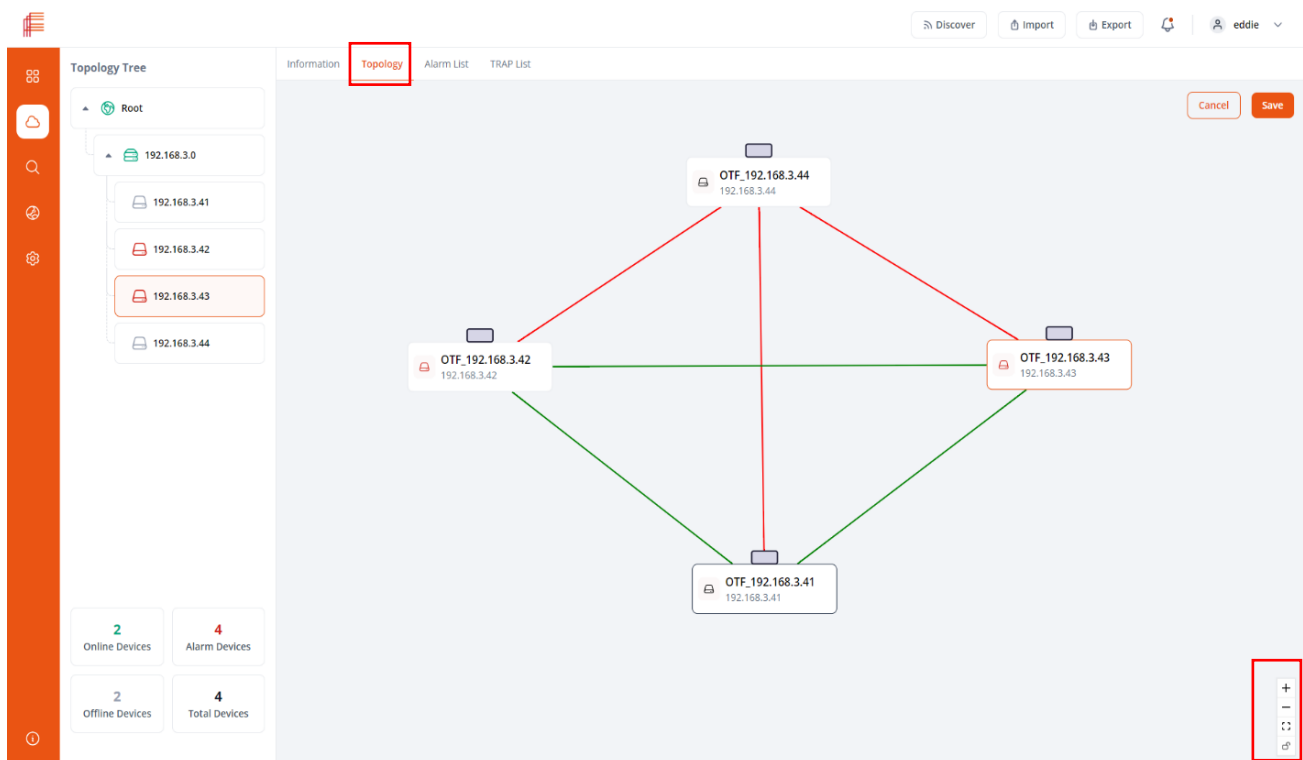 Discover
Import
Export
eddie
Topology Tree
Information
Topology
Alarm List
TRAP List
Root
192.168.3.0
192.168.3.41
192.168.3.42
192.168.3.43
192.168.3.44
Cancel
Save
OTF_192.168.3.44
192.168.3.44
OTF_192.168.3.42
192.168.3.42
OTF_192.168.3.43
192.168.3.43
OTF_192.168.3.41
192.168.3.41
2
Online Devices
4
Alarm Devices
2
Offline Devices
4
Total Devices